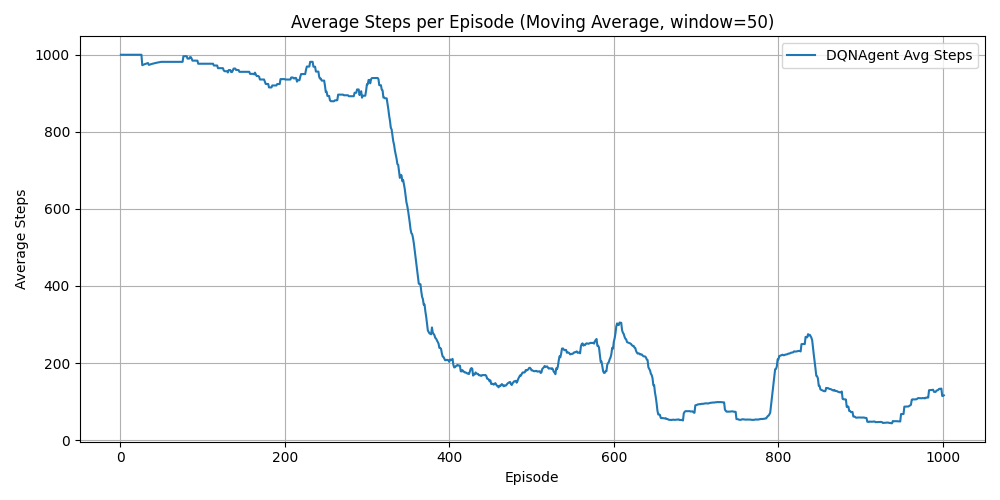 Average Steps per Episode (Moving Average, window=50)
DQNAgent Avg Steps
Average Steps
1000
800
600
400
200
0
0 200 400 600 800 1000
Episode